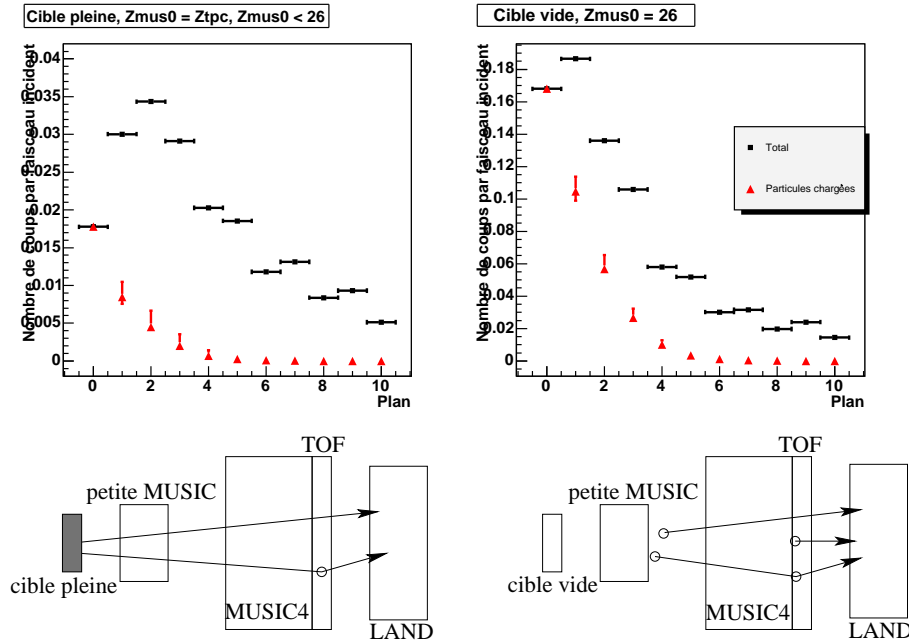 Cible pleine, Zmus0 = Ztpc, Zmus0 < 26
Nombre de coups par faisceau incident
0.04
0.035
0.03
0.025
0.02
0.015
0.01
0.005
0
0 2 4 6 8 10
Plan
Cible vide, Zmus0 = 26
Nombre de coups par faisceau incident
0.18
0.16
0.14
0.12
0.1
0.08
0.06
0.04
0.02
0
0 2 4 6 8 10
Plan
Total
Particules chargées
TOF
petite MUSIC
cible pleine
MUSIC4
LAND
TOF
petite MUSIC
cible vide
MUSIC4
LAND